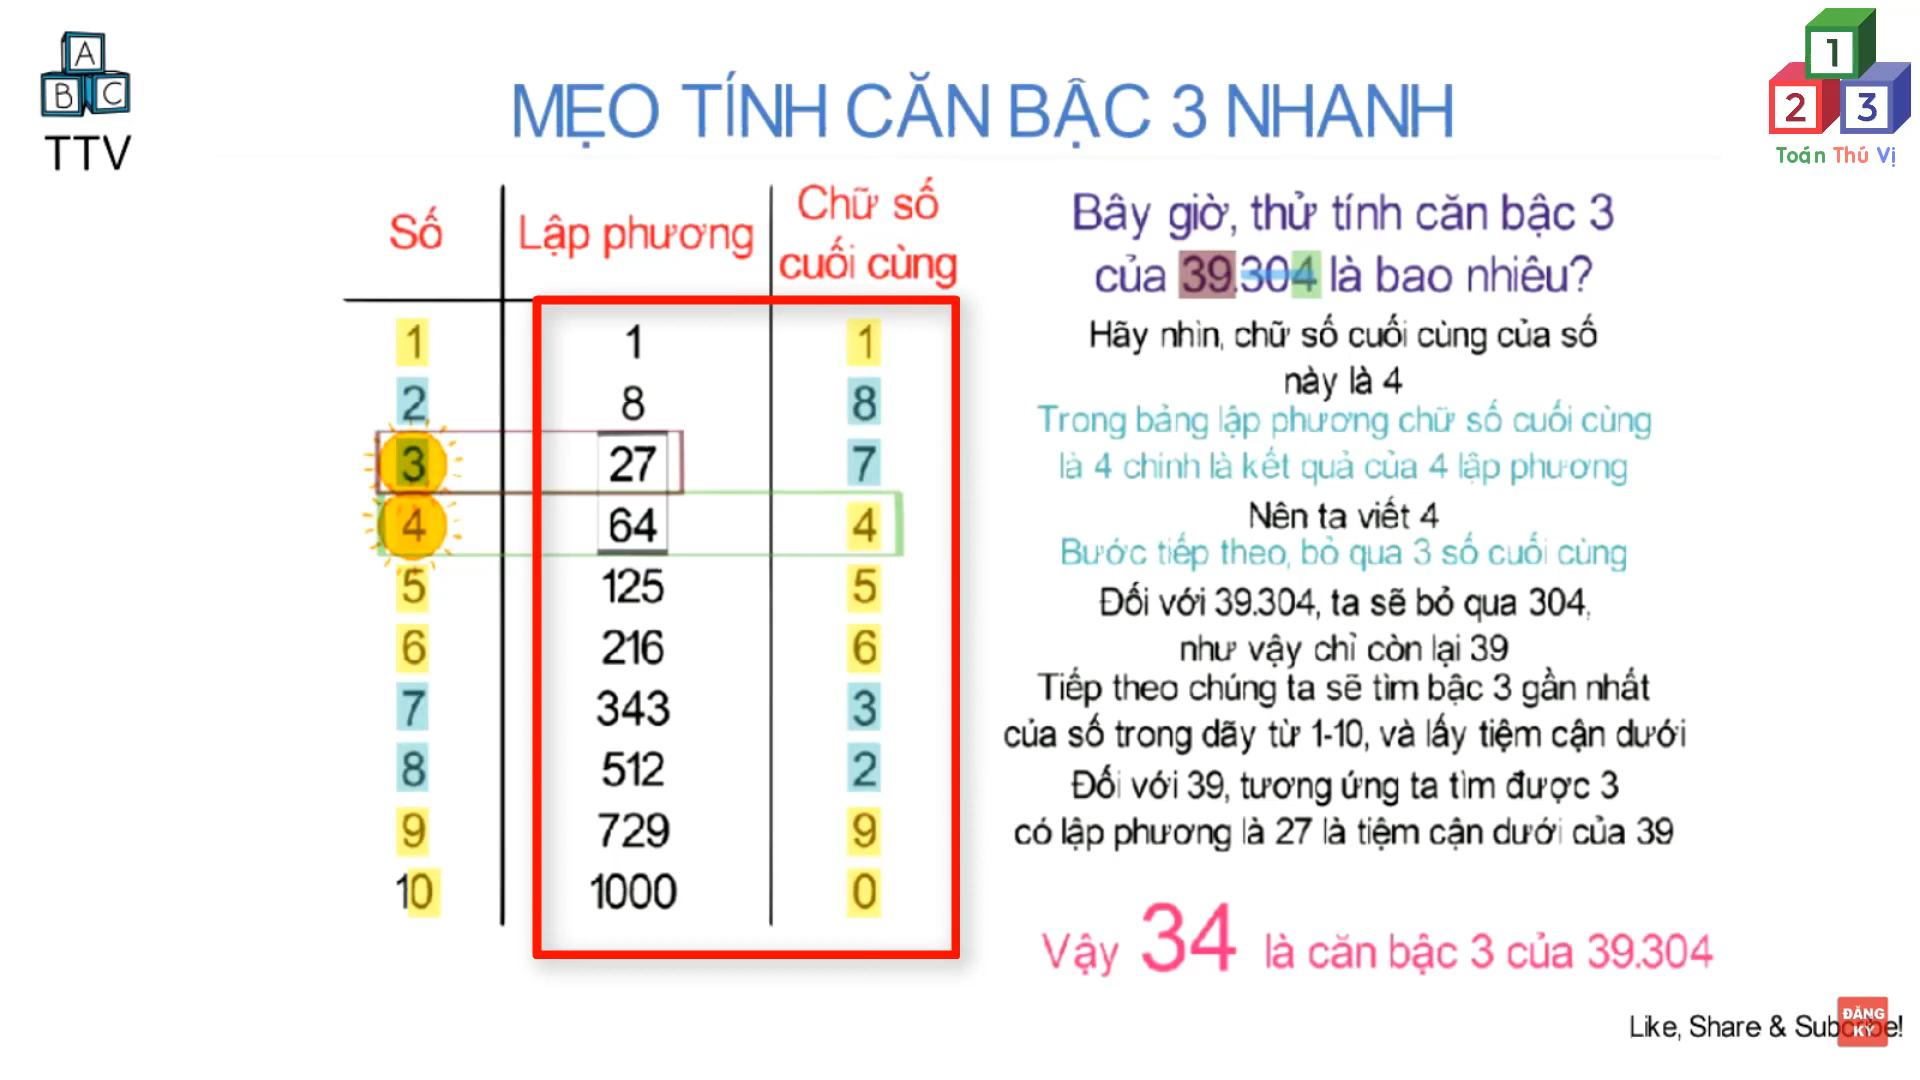 A
B C
TTV
MẸO TÍNH CĂN BẬC 3 NHANH
1
2 3
Toán Thú Vị
Số Lập phương Chữ số cuối cùng
1 1 1
2 8 8
3 27 7
4 64 4
5 125 5
6 216 6
7 343 3
8 512 2
9 729 9
10 1000 0
Bây giờ, thử tính căn bậc 3
của 39.304 là bao nhiêu?
Hãy nhìn, chữ số cuối cùng của số
này là 4
Trong bảng lập phương chữ số cuối cùng
là 4 chính là kết quả của 4 lập phương
Nên ta viết 4
Bước tiếp theo, bỏ qua 3 số cuối cùng
Đối với 39.304, ta sẽ bỏ qua 304,
như vậy chỉ còn lại 39
Tiếp theo chúng ta sẽ tìm bậc 3 gần nhất
của số trong dãy từ 1-10, và lấy tiệm cận dưới
Đối với 39, tương ứng ta tìm được 3
có lập phương là 27 là tiệm cận dưới của 39
Vậy 34 là căn bậc 3 của 39.304
Like, Share &
ĐĂNG
KÝ